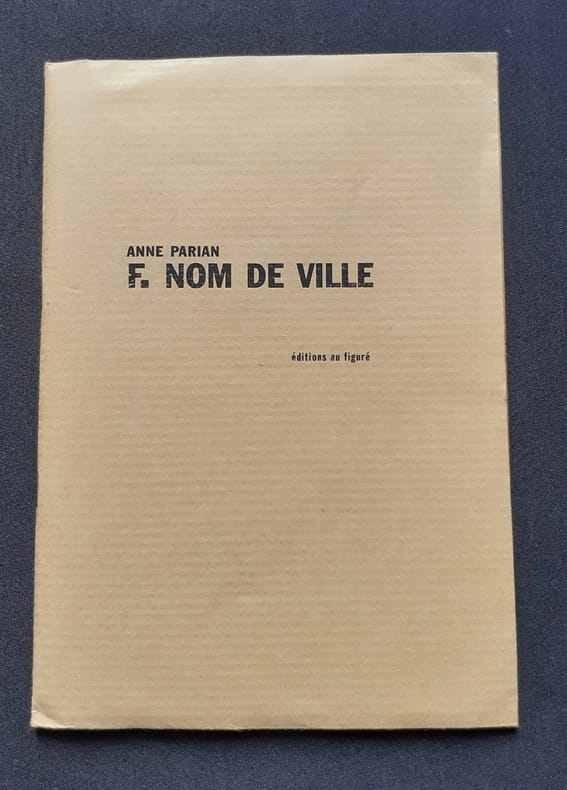 ANNE PARIAN
F. NOM DE VILLE
éditions au figuré